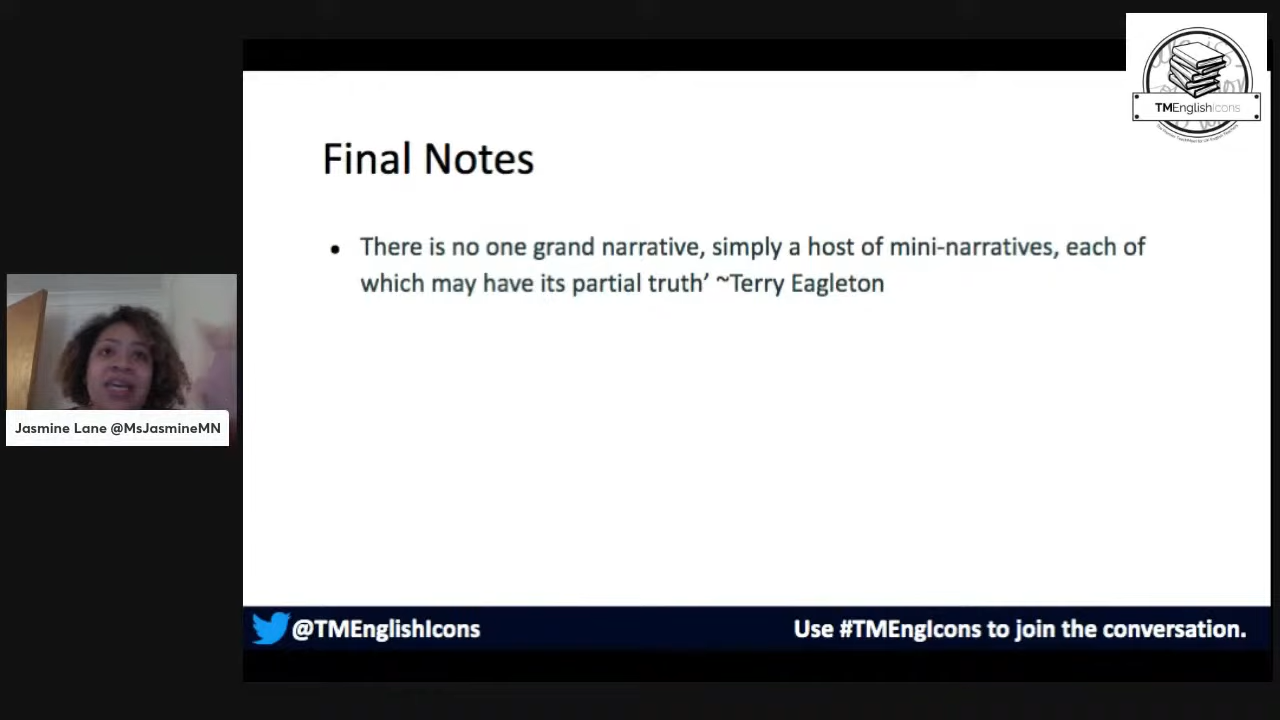 TMEnglishIcons
Final Notes
• There is no one grand narrative, simply a host of mini-narratives, each of
which may have its partial truth’ ~Terry Eagleton
Jasmine Lane @MsJasmineMN
@TMEnglishIcons
Use #TMEngIcons to join the conversation.